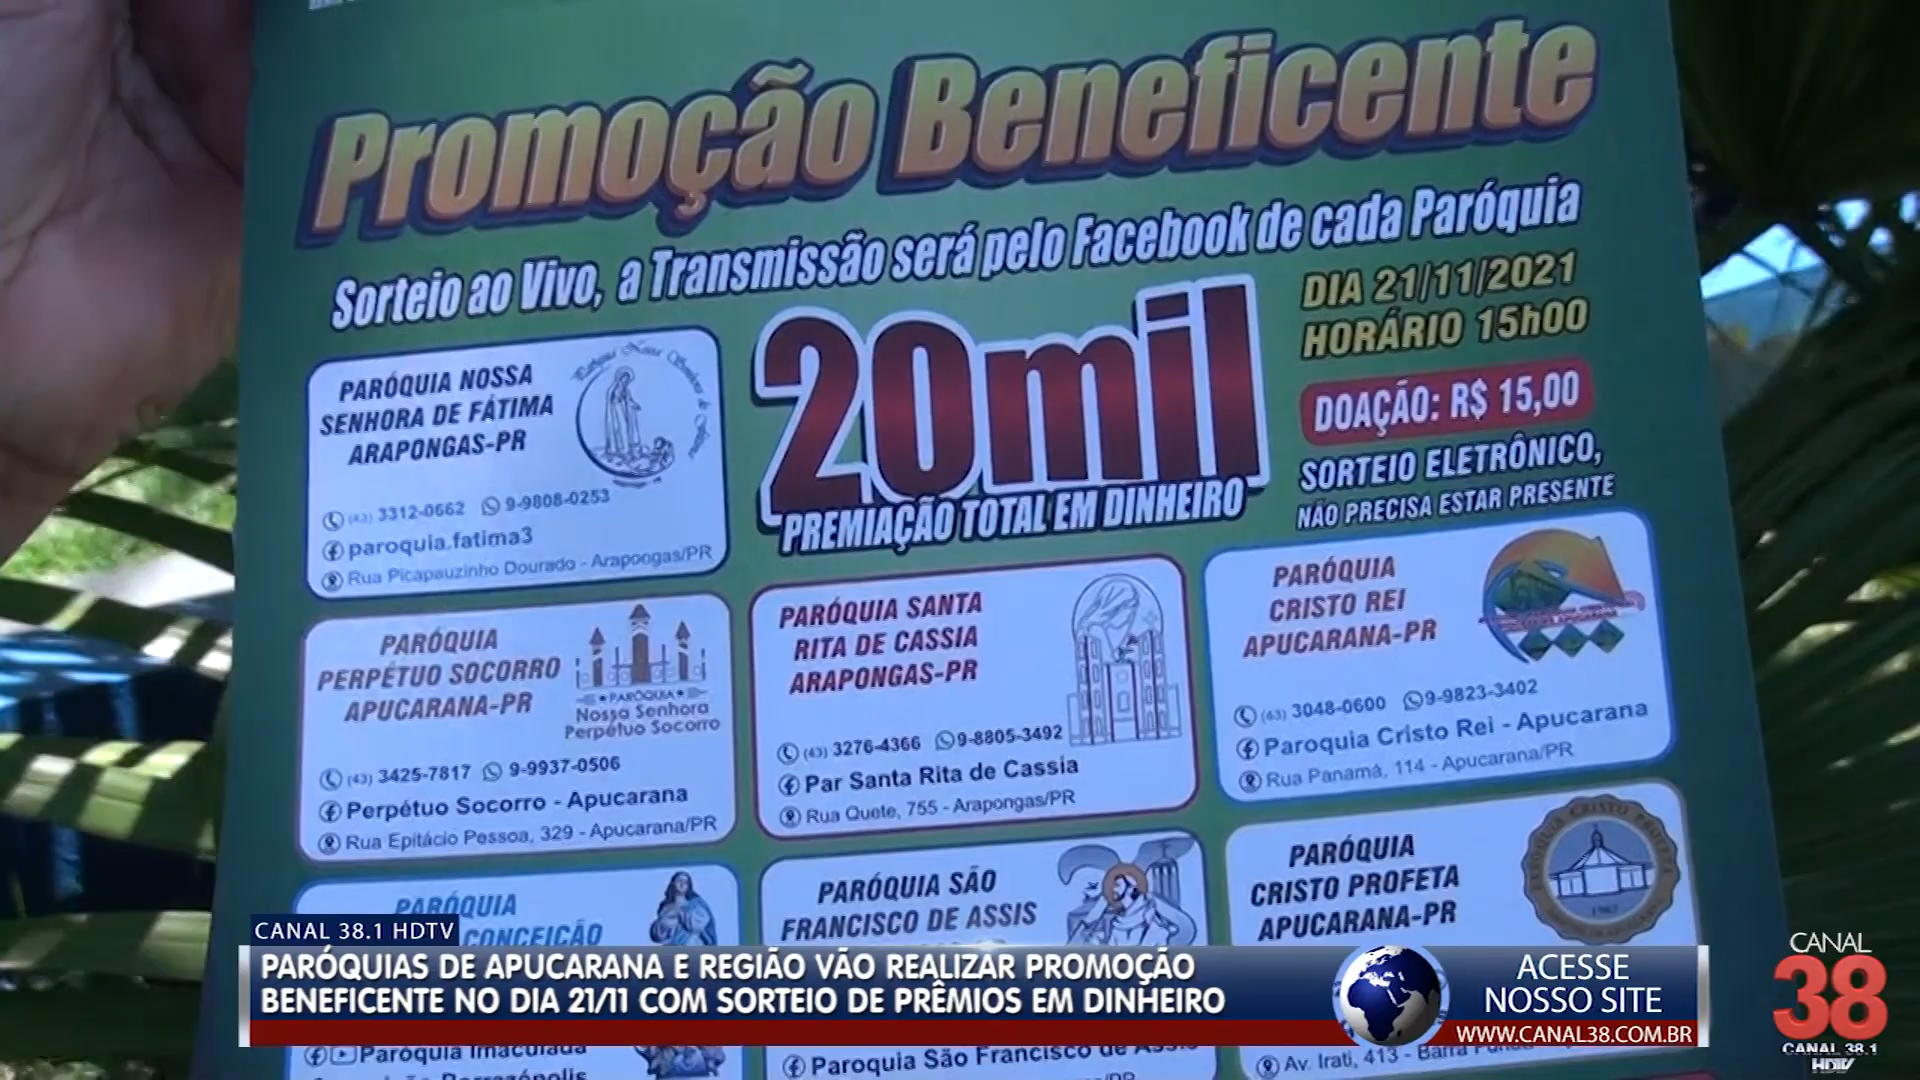 Promoção Beneficente
Sorteio ao Vivo, a Transmissão será pelo Facebook de cada Paróquia
20mil
PREMIAÇÃO TOTAL EM DINHEIRO
DIA 21/11/2021
HORÁRIO 15h00
DOAÇÃO: R$ 15,00
SORTEIO ELETRÔNICO,
NÃO PRECISA ESTAR PRESENTE
PARÓQUIA NOSSA
SENHORA DE FÁTIMA
ARAPONGAS-PR
(43) 3312-0662 9-9808-0253
paroquia.fatima3
Rua Picapauzinho Dourado - Arapongas/PR
PARÓQUIA
PERPÉTUO SOCORRO
APUCARANA-PR
PARÓQUIA
Nossa Senhora
Perpétuo Socorro
(43) 3425-7817 9-9937-0506
Perpétuo Socorro - Apucarana
Rua Epitácio Pessoa, 329 - Apucarana/PR
PARÓQUIA SANTA
RITA DE CASSIA
ARAPONGAS-PR
(43) 3276-4366 9-8805-3492
Par Santa Rita de Cassia
Rua Quete, 755 - Arapongas/PR
PARÓQUIA
CRISTO REI
APUCARANA-PR
(43) 3048-0600 9-9823-3402
Paroquia Cristo Rei - Apucarana
Rua Panamá, 114 - Apucarana/PR
PARÓQUIA
CONCEIÇÃO
Paróquia Imaculada
PARÓQUIA SÃO
FRANCISCO DE ASSIS
Paroquia São Francisco de Assis
PARÓQUIA
CRISTO PROFETA
APUCARANA-PR
PARÓQUIA CRISTO PROFETA
Av. Irati, 413 - Barra
CANAL 38.1 HDTV
PARÓQUIAS DE APUCARANA E REGIÃO VÃO REALIZAR PROMOÇÃO
BENEFICENTE NO DIA 21/11 COM SORTEIO DE PRÊMIOS EM DINHEIRO
ACESSE
NOSSO SITE
WWW.CANAL38.COM.BR
CANAL
38
CANAL 38.1
HDTV